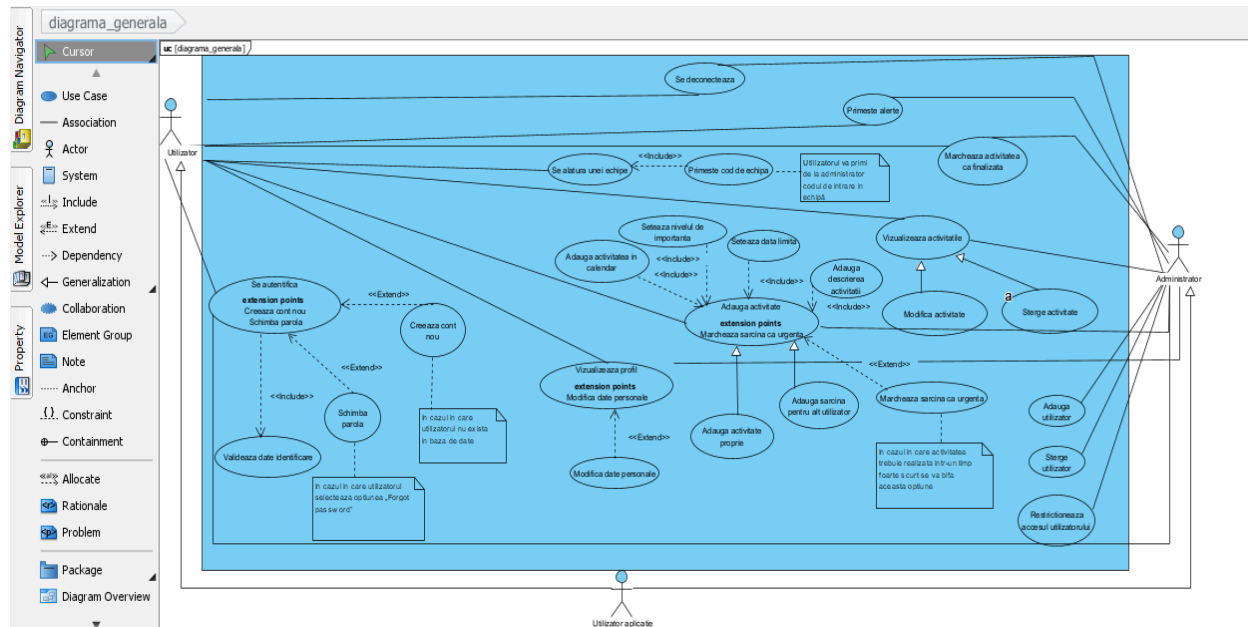 diagrama_generala
Diagram Navigator
Model Explorer
Property
Cursor
Use Case
Association
Actor
System
Include
Extend
Dependency
Generalization
Collaboration
Element Group
Note
Anchor
Constraint
Containment
Allocate
Rationale
Problem
Package
Diagram Overview
uc [diagrama_generala]
Se deconecteaza
Primeste alerte
Utilizator
<<Include>>
Se alatura unei echipe
Primeste cod de echipa
Utilizatorul va primi
de la administrator
codul de intrare in
echipă
Marcheaza activitatea
ca finalizata
Seteaza nivelul de
importanta
Seteaza data limită
Vizualizeaza activitatile
Adauga activitatea in
calendar
<<Include>>
<<Include>>
<<Include>>
Adauga
descrierea
activitatii
<<Include>>
Administrator
Se autentifica
extension points
Creeaza cont nou
Schimba parola
<<Extend>>
Creeaza cont
nou
Adauga activitate
extension points
Marcheaza sarcina ca urgenta
Modifica activitate
a
Sterge activitate
<<Extend>>
<<Include>>
Vizualizeaza profil
extension points
Modifica date personale
<<Extend>>
Schimba
parola
In cazul in care
utilizatorul nu exista
in baza de date
Adauga sarcina
pentru alt utilizator
Marcheaza sarcina ca urgenta
Adauga
utilizator
Adauga activitate
proprie
<<Extend>>
Valideaza date identificare
Modifica date personale
In cazul in care activitatea
trebuie realizata intr-un timp
foarte scurt se va bifa
aceasta optiune
Sterge
utilizator
In cazul in care utilizatorul
selecteaza optiunea „Forgot
password"
Restrictioneaza
accesul utilizatorului
Utilizator aplicatie